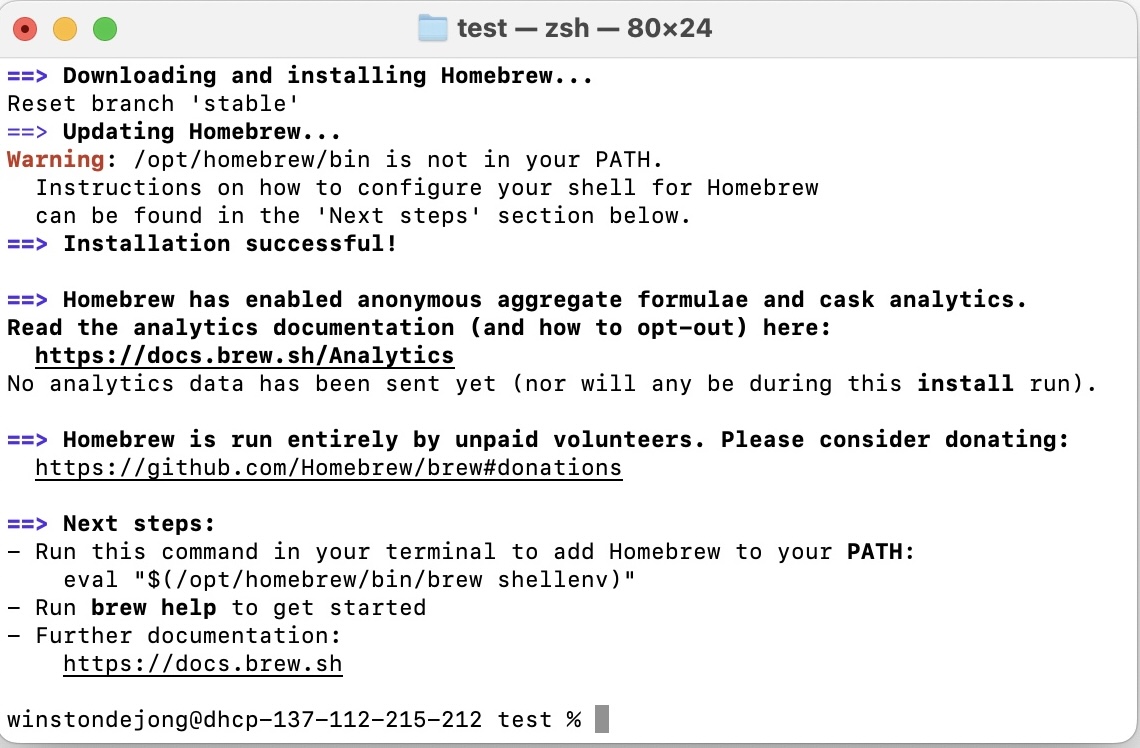 test — zsh — 80×24
==> Downloading and installing Homebrew...
Reset branch 'stable'
==> Updating Homebrew...
Warning: /opt/homebrew/bin is not in your PATH.
  Instructions on how to configure your shell for Homebrew
  can be found in the 'Next steps' section below.
==> Installation successful!

==> Homebrew has enabled anonymous aggregate formulae and cask analytics.
Read the analytics documentation (and how to opt-out) here:
  https://docs.brew.sh/Analytics
No analytics data has been sent yet (nor will any be during this install run).

==> Homebrew is run entirely by unpaid volunteers. Please consider donating:
  https://github.com/Homebrew/brew#donations

==> Next steps:
- Run this command in your terminal to add Homebrew to your PATH:
    eval "$(/opt/homebrew/bin/brew shellenv)"
- Run brew help to get started
- Further documentation:
    https://docs.brew.sh

winstondejong@dhcp-137-112-215-212 test %